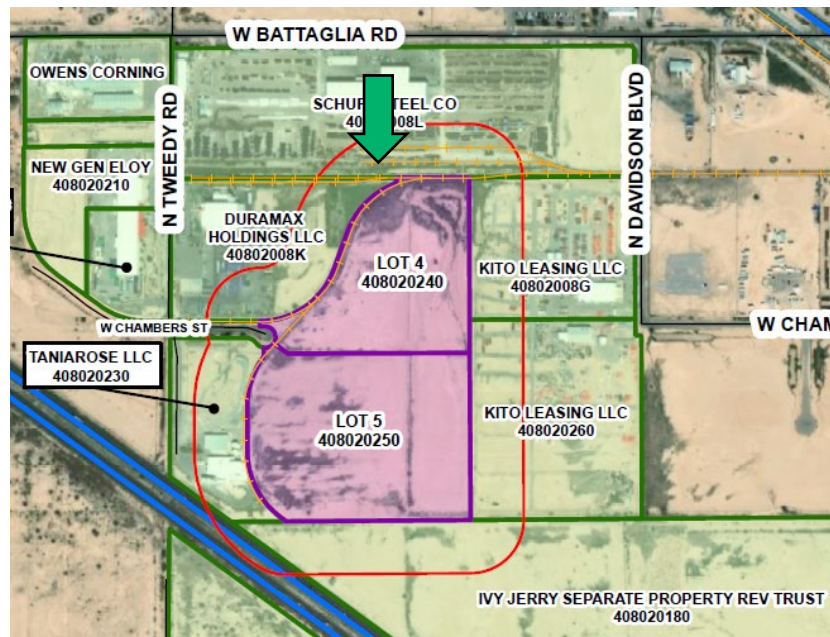 W BATTAGLIA RD
OWENS CORNING
N TWEEDY RD
STEEL CO
N DAVIDSON BLVD
NEW GEN ELOY
408020210
DURAMAX
HOLDINGS LLC
40802008K
LOT 4
408020240
KITO LEASING LLC
40802008G
W CHAMBERS ST
W CHAM
TANIAROSE LLC
408020230
LOT 5
408020250
KITO LEASING LLC
408020260
IVY JERRY SEPARATE PROPERTY REV TRUST
408020180